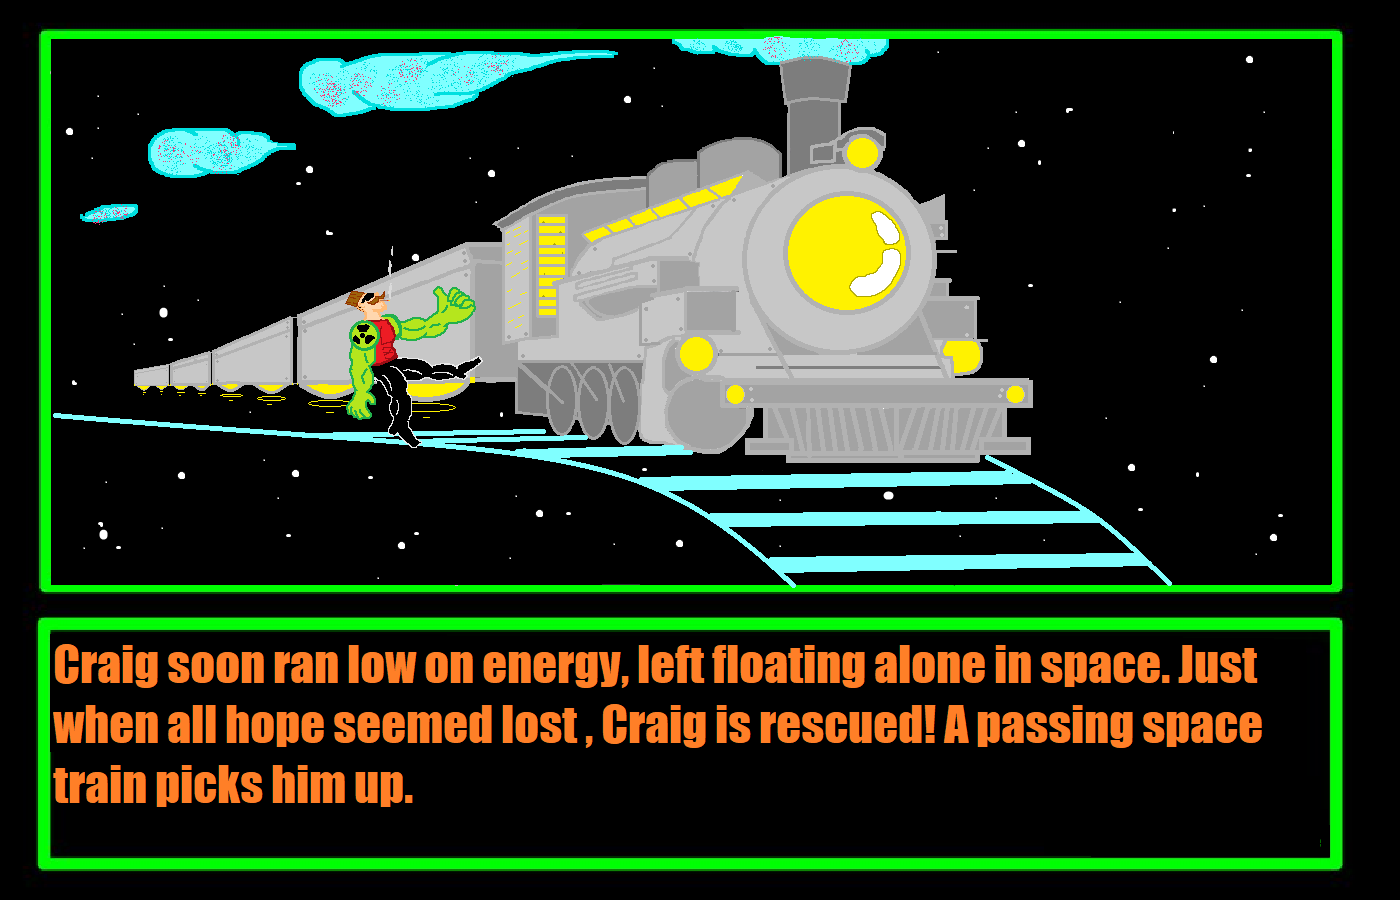 Craig soon ran low on energy, left floating alone in space. Just
when all hope seemed lost , Craig is rescued! A passing space
train picks him up.